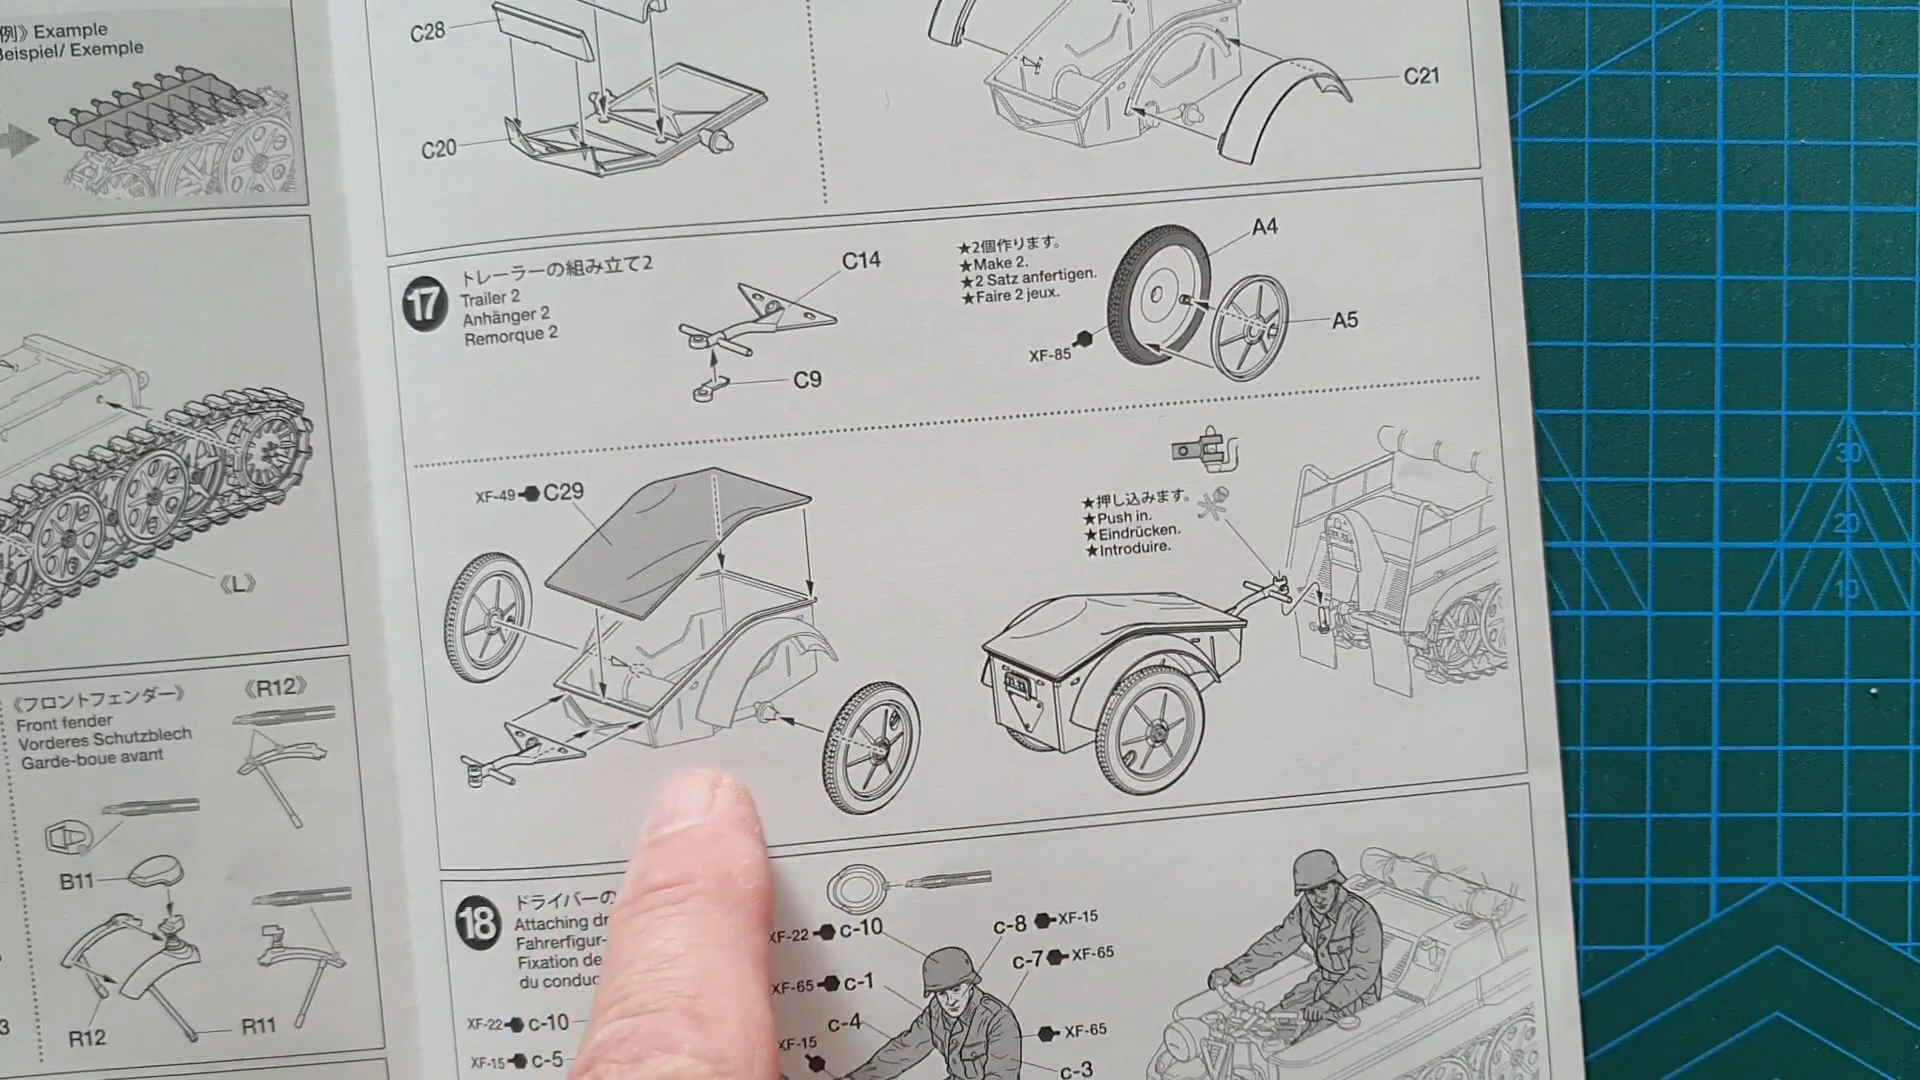 例》Example
Beispiel/ Exemple
C28
C20
C21
17
トレーラーの組み立て2
Trailer 2
Anhänger 2
Remorque 2
C14
C9
★2個作ります。
★Make 2.
★2 Satz anfertigen.
★Faire 2 jeux.
A4
A5
XF-85
XF-49 C29
★押し込みます。
★Push in.
★Eindrücken.
★Introduire.
《L》
《フロントフェンダー》
Front fender
Vorderes Schutzblech
Garde-boue avant
《R12》
B11
R12
R11
3
18
ドライバーの
Attaching
Fahrerfigur-
Fixation
du
XF-22 c-10
XF-15 c-5
XF-22 c-10
XF-65 c-1
c-4
XF-15
c-8 XF-15
c-7 XF-65
XF-65
c-3
30
20
10